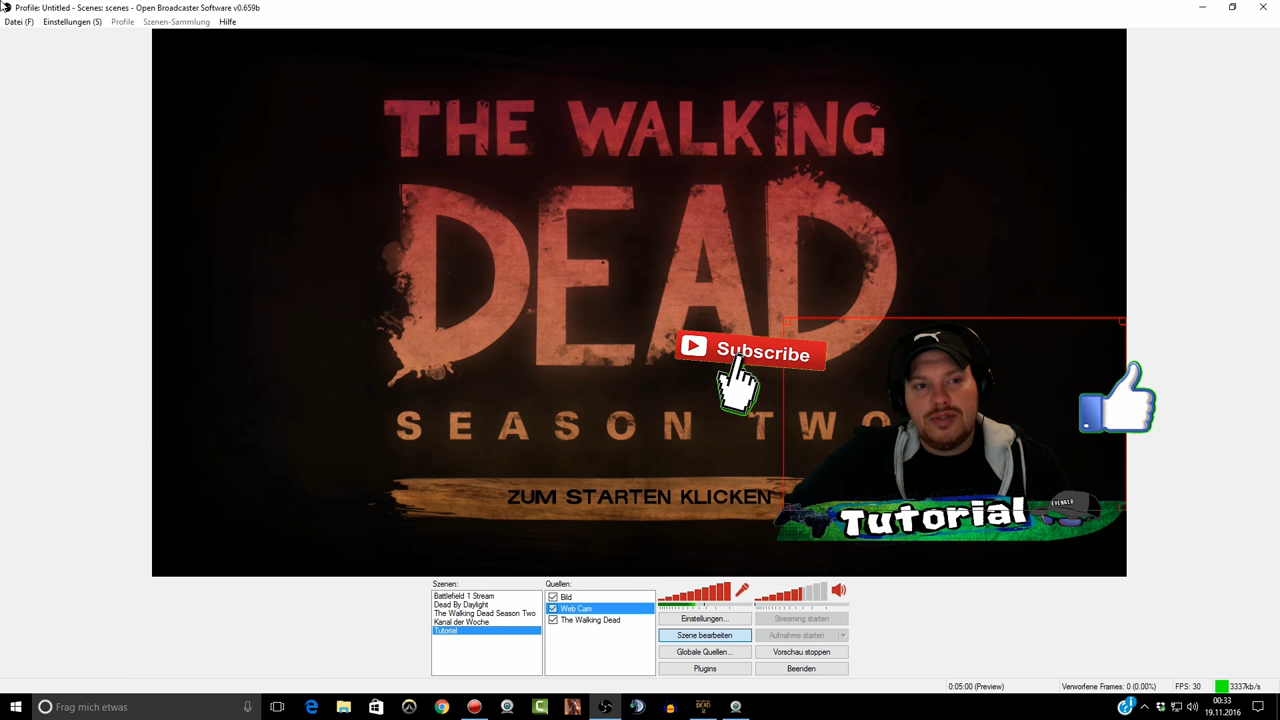 Profile: Untitled - Scenes: scenes - Open Broadcaster Software v0.659b
Datei (F) Einstellungen (S) Profile Szenen-Sammlung Hilfe
THE WALKING
DEAD
Subscribe
SEASON TWO
ZUM STARTEN KLICKEN
Tutorial
Szenen:
Battlefield 1 Stream
Dead By Daylight
The Walking Dead Season Two
Kanal der Woche
Tutorial
Quellen:
Bild
Web Cam
The Walking Dead
Einstellungen... Streaming starten
Szene bearbeiten Aufnahme starten
Globale Quellen... Vorschau stoppen
Plugins Beenden
0:05:00 (Preview) Verworfene Frames: 0 (0.00%) FPS: 30 3337kb/s
Frag mich etwas
00:33
19.11.2016